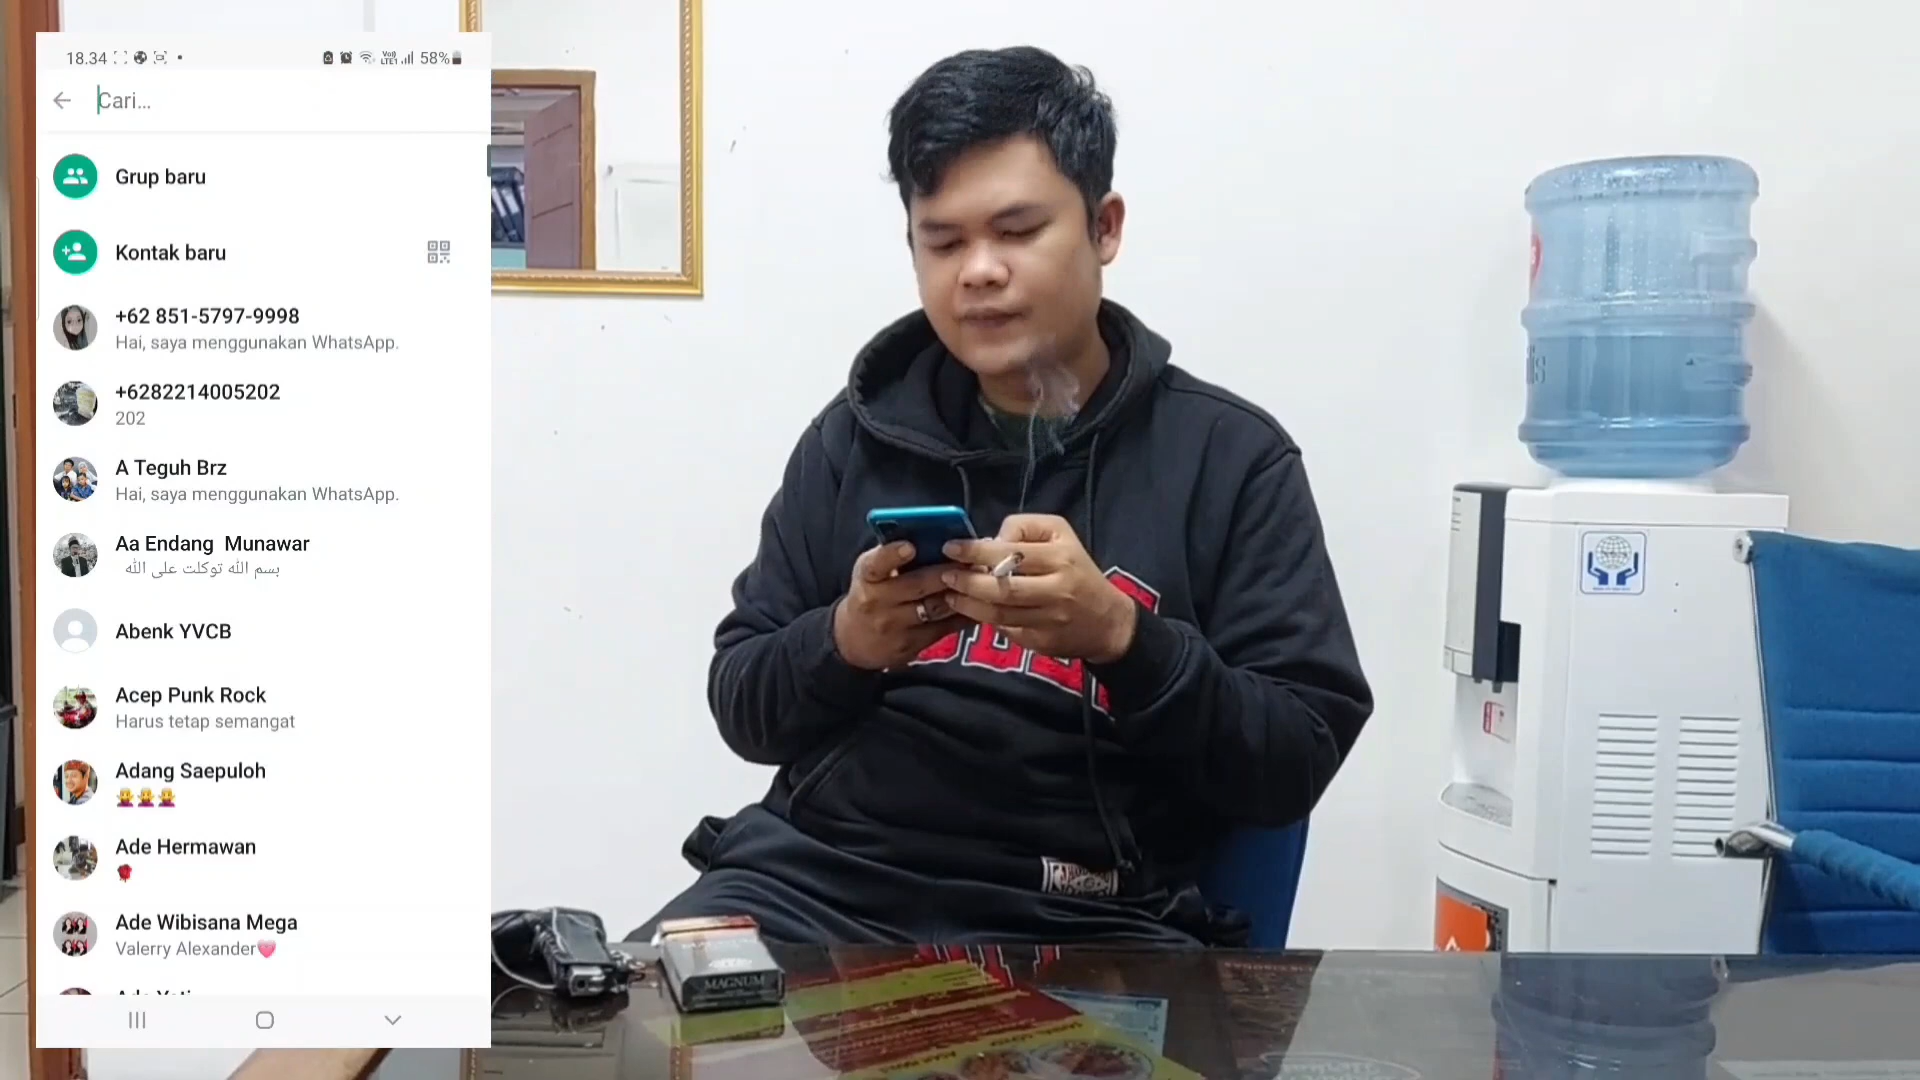 18.34
58%
Cari...
Grup baru
Kontak baru
+62 851-5797-9998
Hai, saya menggunakan WhatsApp.
+6282214005202
202
A Teguh Brz
Hai, saya menggunakan WhatsApp.
Aa Endang Munawar
بسم الله توكلت على الله
Abenk YVCB
Acep Punk Rock
Harus tetap semangat
Adang Saepuloh
Ade Hermawan
Ade Wibisana Mega
Valerry Alexander
MAGNUM